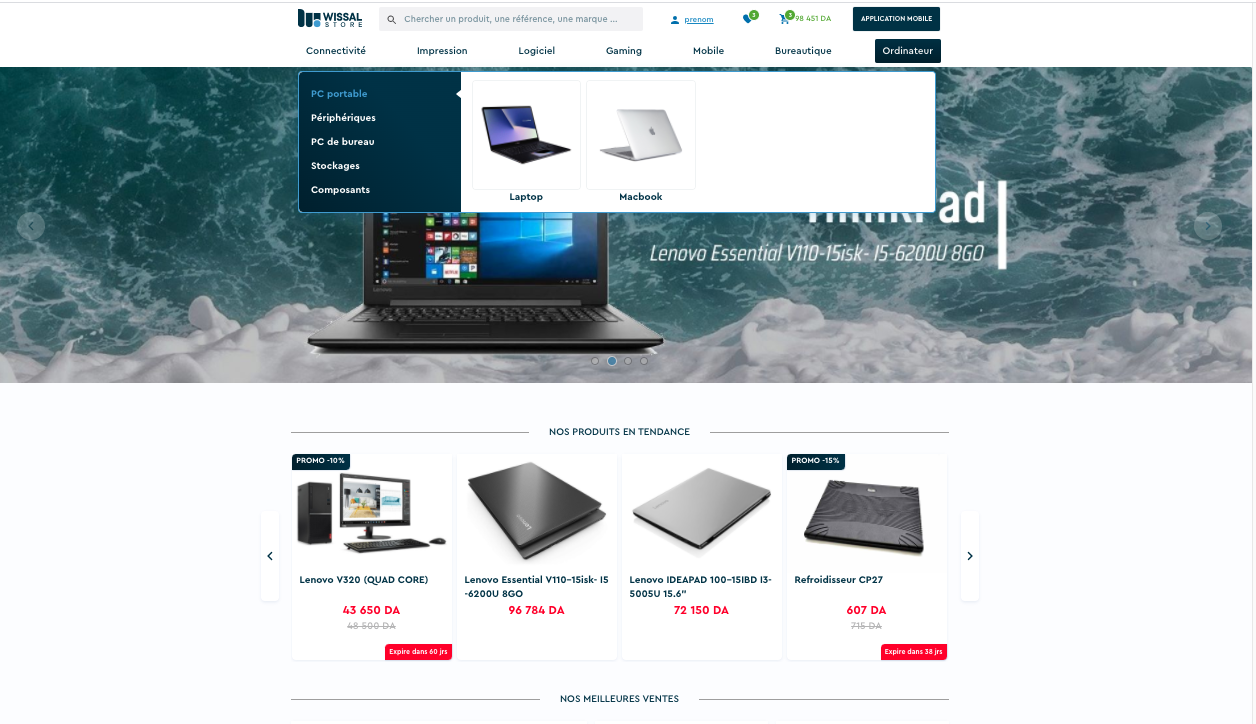 WISSAL
STORE
Chercher un produit, une référence, une marque ...
prenom
3
3
98 451 DA
APPLICATION MOBILE
Connectivité
Impression
Logiciel
Gaming
Mobile
Bureautique
Ordinateur
PC portable
Périphériques
PC de bureau
Stockages
Composants
Laptop
Macbook
Lenovo Essential V110-15isk- I5-6200U 8GO
NOS PRODUITS EN TENDANCE
PROMO -10%
Lenovo V320 (QUAD CORE)
43 650 DA
48 500 DA
Expire dans 60 jrs
Lenovo Essential V110-15isk- I5
-6200U 8GO
96 784 DA
Lenovo IDEAPAD 100-15IBD I3-
5005U 15.6"
72 150 DA
PROMO -15%
Refroidisseur CP27
607 DA
715 DA
Expire dans 38 jrs
NOS MEILLEURES VENTES